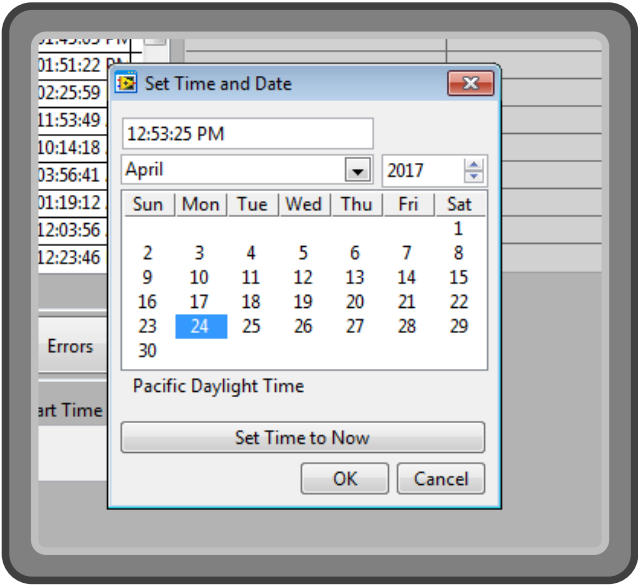 01:51:22
Set Time and Date
02:25:59
11:53:49
12:53:25 PM
10:14:18
03:56:41
April 2017
01:19:12
Sun Mon Tue Wed Thu Fri Sat
12:03:56
1
12:23:46
2 3 4 5 6 7 8
9 10 11 12 13 14 15
16 17 18 19 20 21 22
23 24 25 26 27 28 29
Errors
30
Pacific Daylight Time
art Time
Set Time to Now
OK Cancel